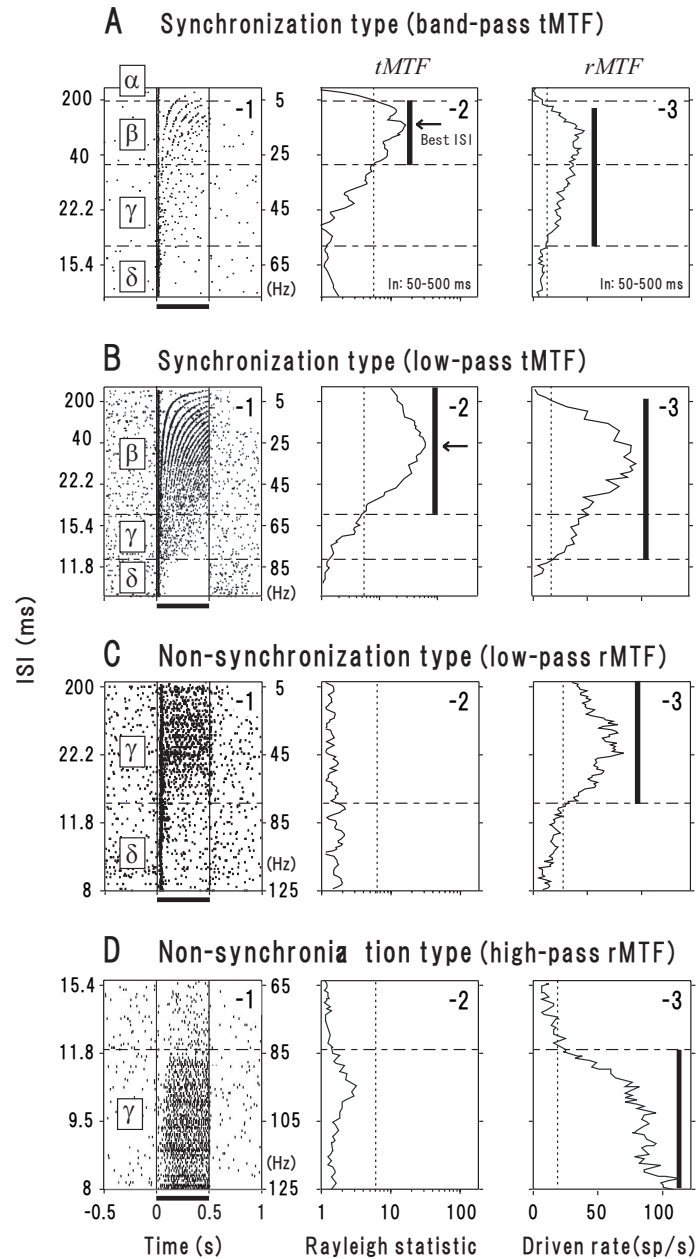 A Synchronization type (band-pass tMTF)
tMTF
rMTF
α
β
γ
δ
200
40
22.2
15.4
-1
5
25
45
65
(Hz)
-2
Best ISI
In: 50-500 ms
-3
In: 50-500 ms
B Synchronization type (low-pass tMTF)
β
γ
δ
200
40
22.2
15.4
11.8
-1
5
25
45
65
85
(Hz)
-2
-3
ISI (ms)
C Non-synchronization type (low-pass rMTF)
γ
δ
200
22.2
11.8
8
-1
5
45
85
(Hz)
125
-2
-3
D Non-synchroniza tion type (high-pass rMTF)
γ
15.4
11.8
9.5
8
-1
65
85
105
(Hz)
125
-2
-3
-0.5 0 0.5 1
1 10 100
0 50 100
Time (s)
Rayleigh statistic
Driven rate(sp/s)